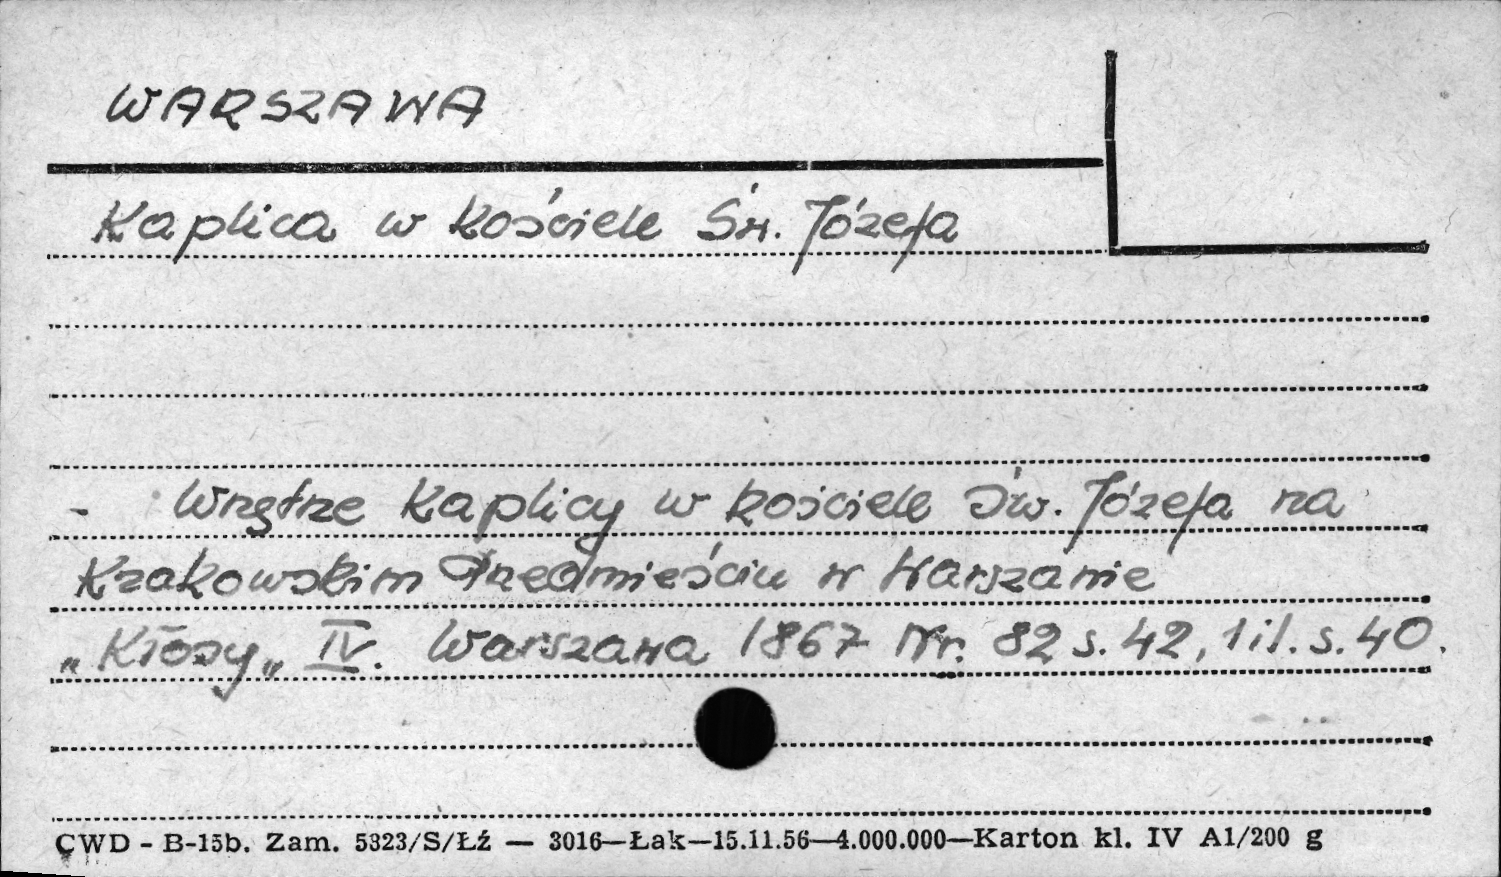 WARSZAWA
Kaplica w kościele Św. Józefa
- Wnętrze Kaplicy w kościele Św. Józefa na
Krakowskim Przedmieściu w Warszawie
„Kłosy„ IV. Warszawa 1867 Nr. 82 s. 42, 1 il. s. 40.
CWD - B-15b. Zam. 5323/S/Łź — 3016—Łak—15.11.56—4.000.000—Karton kl. IV A1/200 g